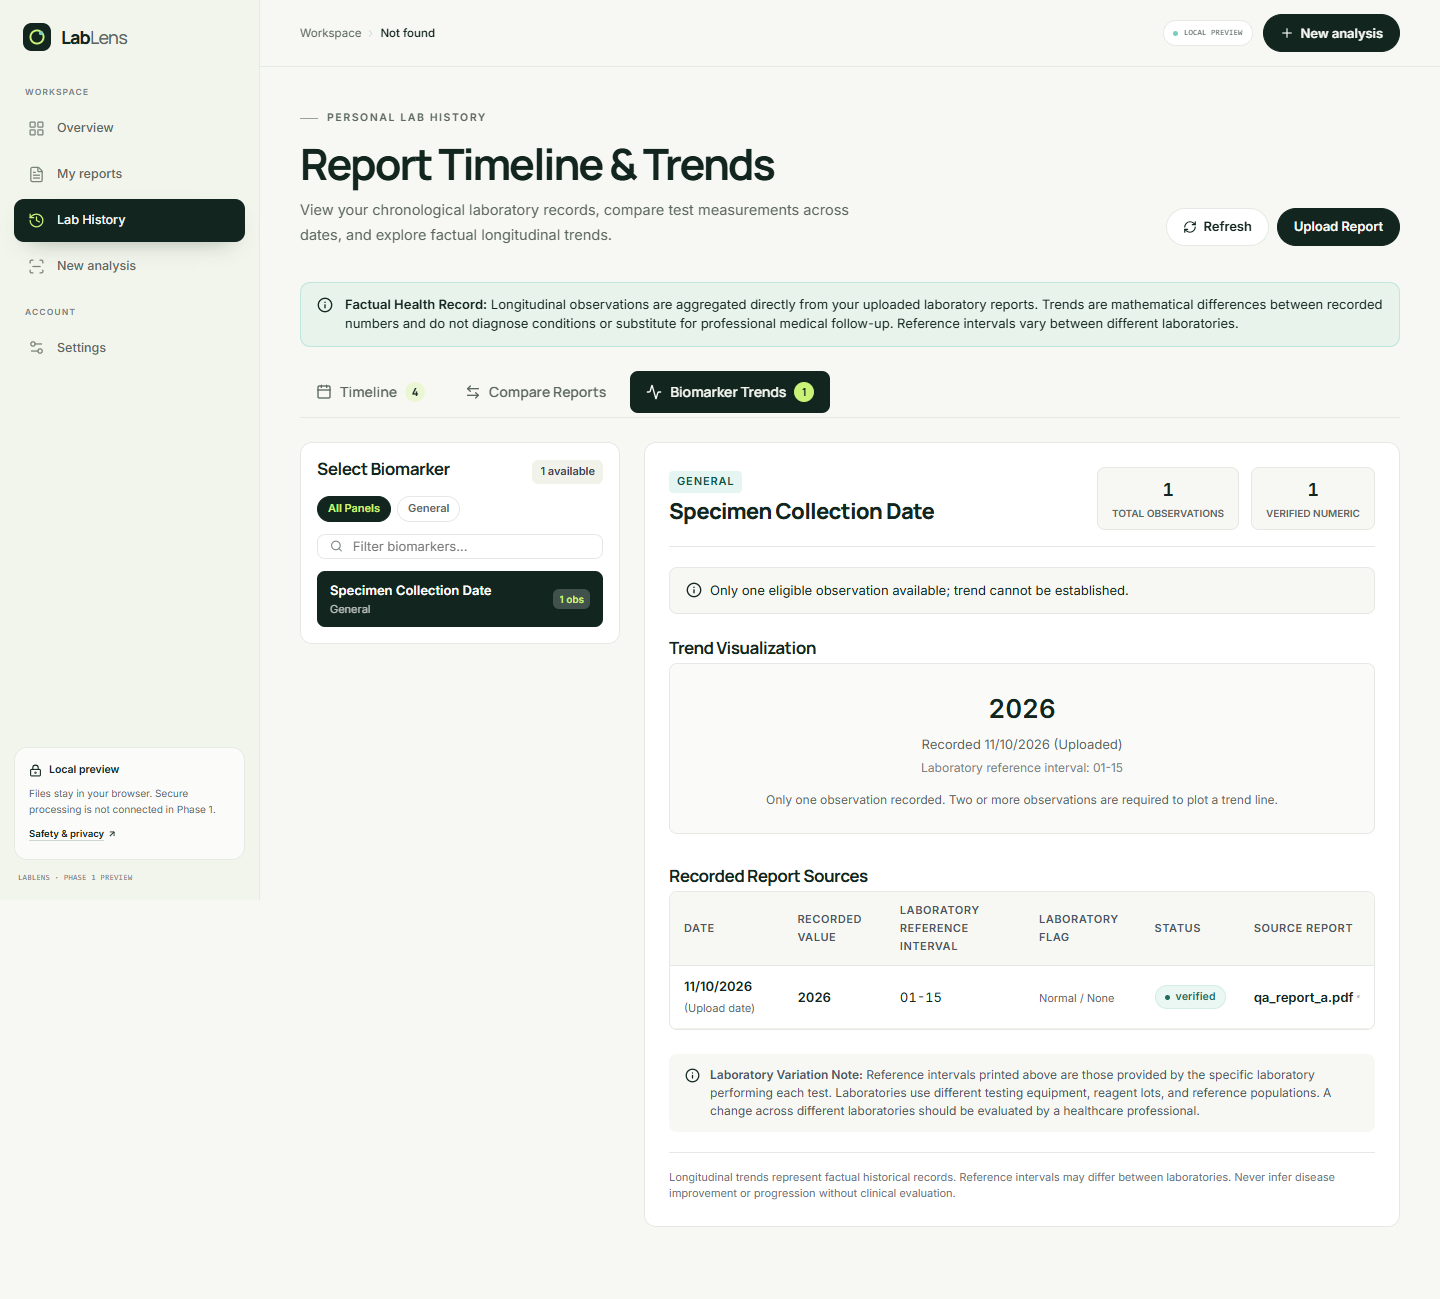 LabLens
WORKSPACE
Overview
My reports
Lab History
New analysis
ACCOUNT
Settings
Local preview
Files stay in your browser. Secure
processing is not connected in Phase 1.
Safety & privacy
LABLENS · PHASE 1 PREVIEW
Workspace
Not found
LOCAL PREVIEW
New analysis
PERSONAL LAB HISTORY
Report Timeline & Trends
View your chronological laboratory records, compare test measurements across
dates, and explore factual longitudinal trends.
Refresh
Upload Report
Factual Health Record: Longitudinal observations are aggregated directly from your uploaded laboratory reports. Trends are mathematical differences between recorded
numbers and do not diagnose conditions or substitute for professional medical follow-up. Reference intervals vary between different laboratories.
Timeline 4
Compare Reports
Biomarker Trends 1
Select Biomarker
1 available
All Panels
General
Filter biomarkers...
Specimen Collection Date
General
1 obs
GENERAL
Specimen Collection Date
1
TOTAL OBSERVATIONS
1
VERIFIED NUMERIC
Only one eligible observation available; trend cannot be established.
Trend Visualization
2026
Recorded 11/10/2026 (Uploaded)
Laboratory reference interval: 01-15
Only one observation recorded. Two or more observations are required to plot a trend line.
Recorded Report Sources
DATE
RECORDED
VALUE
LABORATORY
REFERENCE
INTERVAL
LABORATORY
FLAG
STATUS
SOURCE REPORT
11/10/2026
(Upload date)
2026
01-15
Normal / None
verified
qa_report_a.pdf
Laboratory Variation Note: Reference intervals printed above are those provided by the specific laboratory
performing each test. Laboratories use different testing equipment, reagent lots, and reference populations. A
change across different laboratories should be evaluated by a healthcare professional.
Longitudinal trends represent factual historical records. Reference intervals may differ between laboratories. Never infer disease
improvement or progression without clinical evaluation.